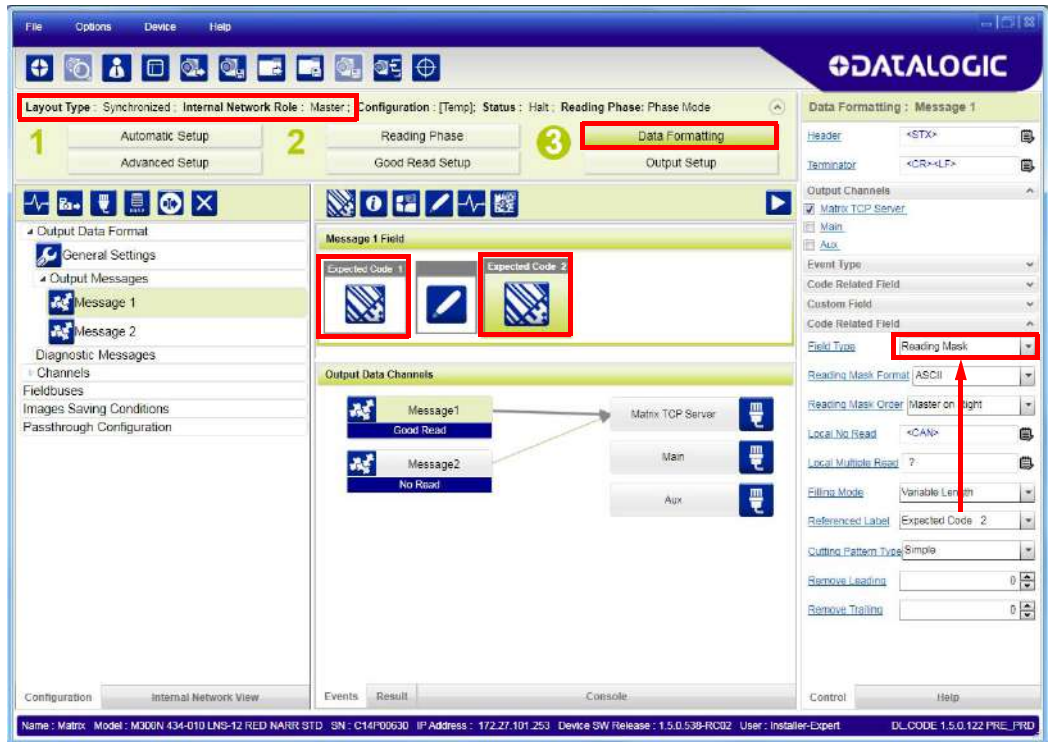 File Options Device Help
DATALOGIC
Layout Type : Synchronized : Internal Network Role : Master ; Configuration : [Temp]; Status : Halt ; Reading Phase: Phase Mode
1 Automatic Setup 2 Reading Phase 3 Data Formatting
Advanced Setup Good Read Setup Output Setup
Output Data Format
General Settings
Output Messages
Message 1
Message 2
Diagnostic Messages
Channels
Fieldbuses
Images Saving Conditions
Passthrough Configuration
Configuration Internal Network View
Message 1 Field
Expected Code 1 Expected Code 2
Output Data Channels
Message1
Good Read
Message2
No Read
Matrix TCP Server
Main
Aux
Events Result Console
Data Formatting : Message 1
Header <STX>
Terminator <CR><LF>
Output Channels
Matrix TCP Server
Main
Aux
Event Type
Code Related Field
Custom Field
Code Related Field
Field Type Reading Mask
Reading Mask Format ASCII
Reading Mask Order Master on Right
Local No Read <CAN>
Local Multiple Read ?
Filling Mode Variable Length
Referenced Label Expected Code 2
Cutting Pattern Type Simple
Remove Leading 0
Remove Trailing 0
Control Help
Name : Matrix Model : M300N 434-010 LNS-12 RED NARR STD SN : C14P00630 IP Address : 172.27.101.253 Device SW Release : 1.5.0.538-RC02 User : Installer-Expert DL.CODE 1.5.0.122 PRE_PRD